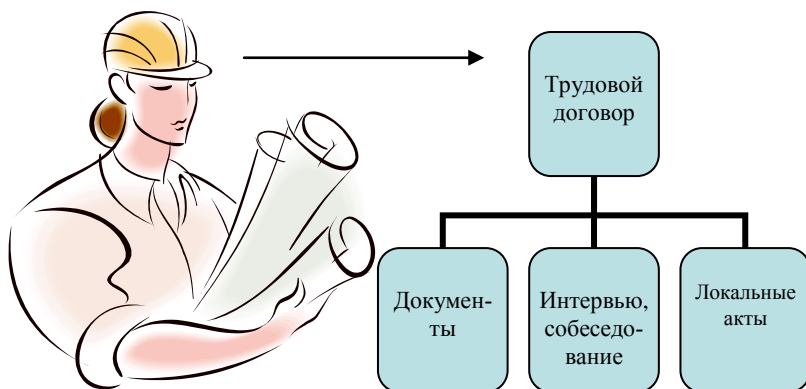 Трудовой
договор
Докумен-
ты
Интервью,
собеседо-
вание
Локальные
акты